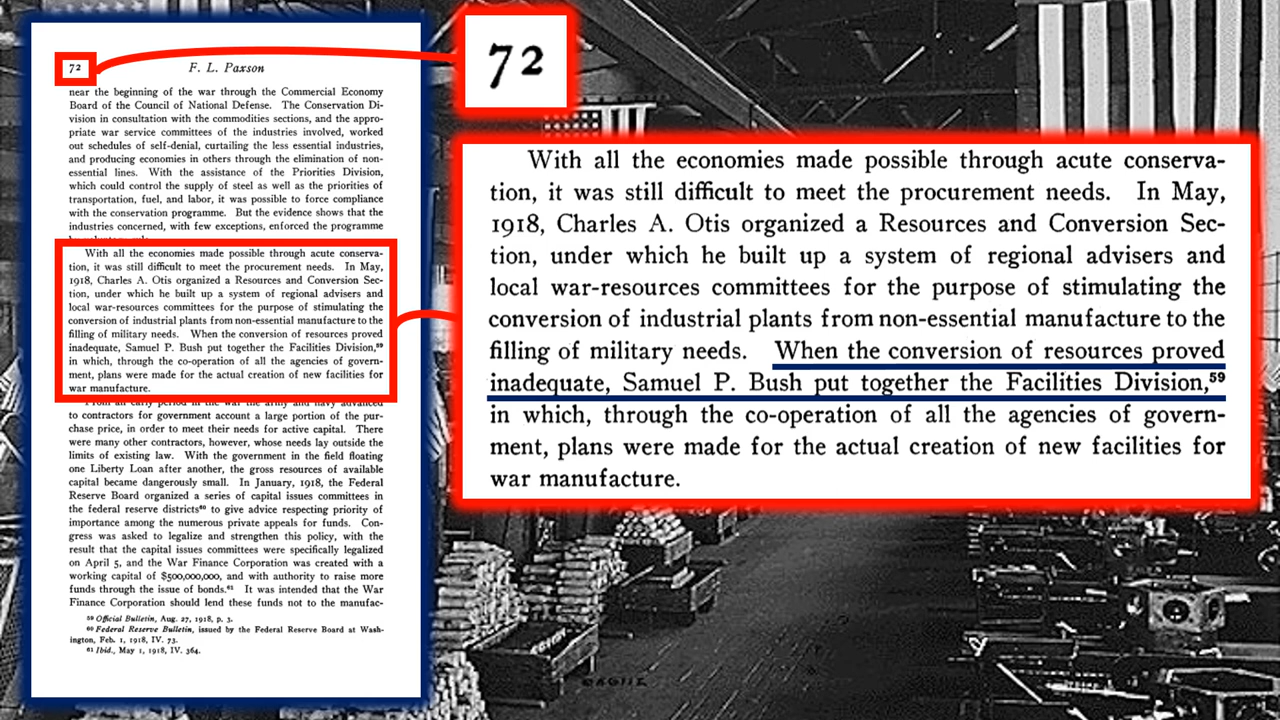 72
F. L. Paxson
near the beginning of the war through the Commercial Economy
Board of the Council of National Defense. The Conservation Di-
vision in consultation with the commodities sections, and the appro-
priate war service committees of the industries involved, worked
out schedules of self-denial, curtailing the less essential industries,
and producing economies in others through the elimination of non-
essential lines. With the assistance of the Priorities Division,
which could control the supply of steel as well as the priorities of
transportation, fuel, and labor, it was possible to force compliance
with the conservation programme. But the evidence shows that the
industries concerned, with few exceptions, enforced the programme
With all the economies made possible through acute conserva-
tion, it was still difficult to meet the procurement needs. In May,
1918, Charles A. Otis organized a Resources and Conversion Sec-
tion, under which he built up a system of regional advisers and
local war-resources committees for the purpose of stimulating the
conversion of industrial plants from non-essential manufacture to the
filling of military needs. When the conversion of resources proved
inadequate, Samuel P. Bush put together the Facilities Division,⁵⁹
in which, through the co-operation of all the agencies of govern-
ment, plans were made for the actual creation of new facilities for
war manufacture.
From an early period in the war the army and navy advanced
to contractors for government account a large portion of the pur-
chase price, in order to meet their needs for active capital. There
were many other contractors, however, whose needs lay outside the
limits of existing law. With the government in the field floating
one Liberty Loan after another, the gross resources of available
capital became dangerously small. In January, 1918, the Federal
Reserve Board organized a series of capital issues committees in
the federal reserve districts⁶⁰ to give advice respecting priority of
importance among the numerous private appeals for funds. Con-
gress was asked to legalize and strengthen this policy, with the
result that the capital issues committees were specifically legalized
on April 5, and the War Finance Corporation was created with a
working capital of $500,000,000, and with authority to raise more
funds through the issue of bonds.⁶¹ It was intended that the War
Finance Corporation should lend these funds not to the manufac-
⁵⁹ Official Bulletin, Aug. 27, 1918, p. 3.
⁶⁰ Federal Reserve Bulletin, issued by the Federal Reserve Board at Wash-
ington, Feb. 1, 1918, IV. 73.
⁶¹ Ibid., May 1, 1918, IV. 364.
72
With all the economies made possible through acute conserva-
tion, it was still difficult to meet the procurement needs. In May,
1918, Charles A. Otis organized a Resources and Conversion Sec-
tion, under which he built up a system of regional advisers and
local war-resources committees for the purpose of stimulating the
conversion of industrial plants from non-essential manufacture to the
filling of military needs. When the conversion of resources proved
inadequate, Samuel P. Bush put together the Facilities Division,⁵⁹
in which, through the co-operation of all the agencies of govern-
ment, plans were made for the actual creation of new facilities for
war manufacture.